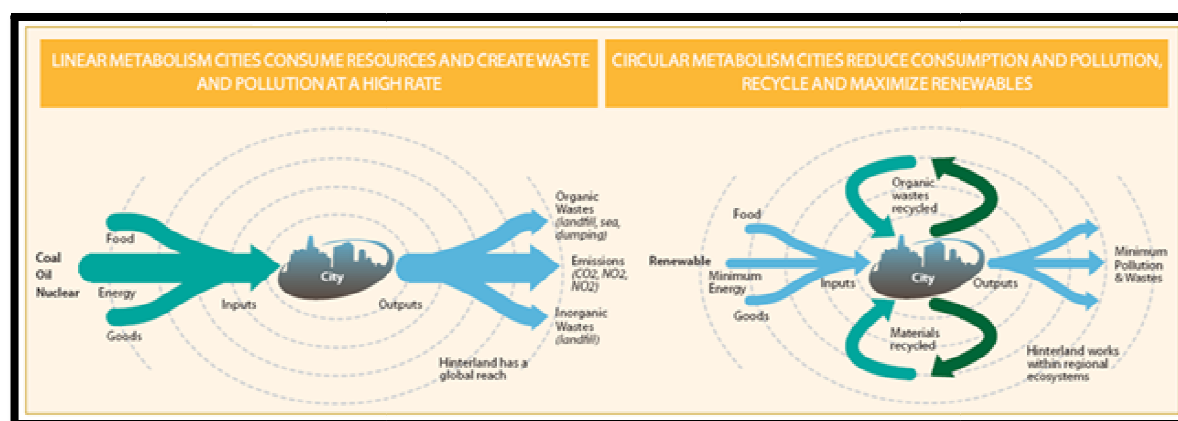 LINEAR METABOLISM CITIES CONSUME RESOURCES AND CREATE WASTE
AND POLLUTION AT A HIGH RATE
Food
Coal
Oil
Nuclear
Energy
Goods
Inputs
City
Outputs
Organic
Wastes
(landfill, sea,
dumping)
Emissions
(CO2, NO2,
NO2)
Inorganic
Wastes
(landfill)
Hinterland has a
global reach
CIRCULAR METABOLISM CITIES REDUCE CONSUMPTION AND POLLUTION,
RECYCLE AND MAXIMIZE RENEWABLES
Food
Renewable
Minimum
Energy
Goods
Inputs
Organic
wastes
recycled
City
Materials
recycled
Outputs
Minimum
Pollution
& Wastes
Hinterland works
within regional
ecosystems